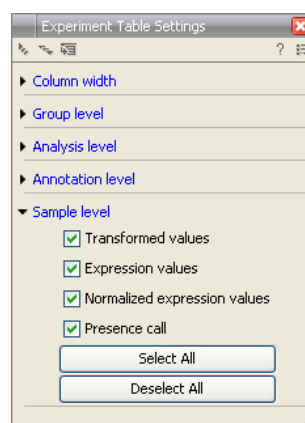 Experiment Table Settings
?
Column width
Group level
Analysis level
Annotation level
Sample level
Transformed values
Expression values
Normalized expression values
Presence call
Select All
Deselect All